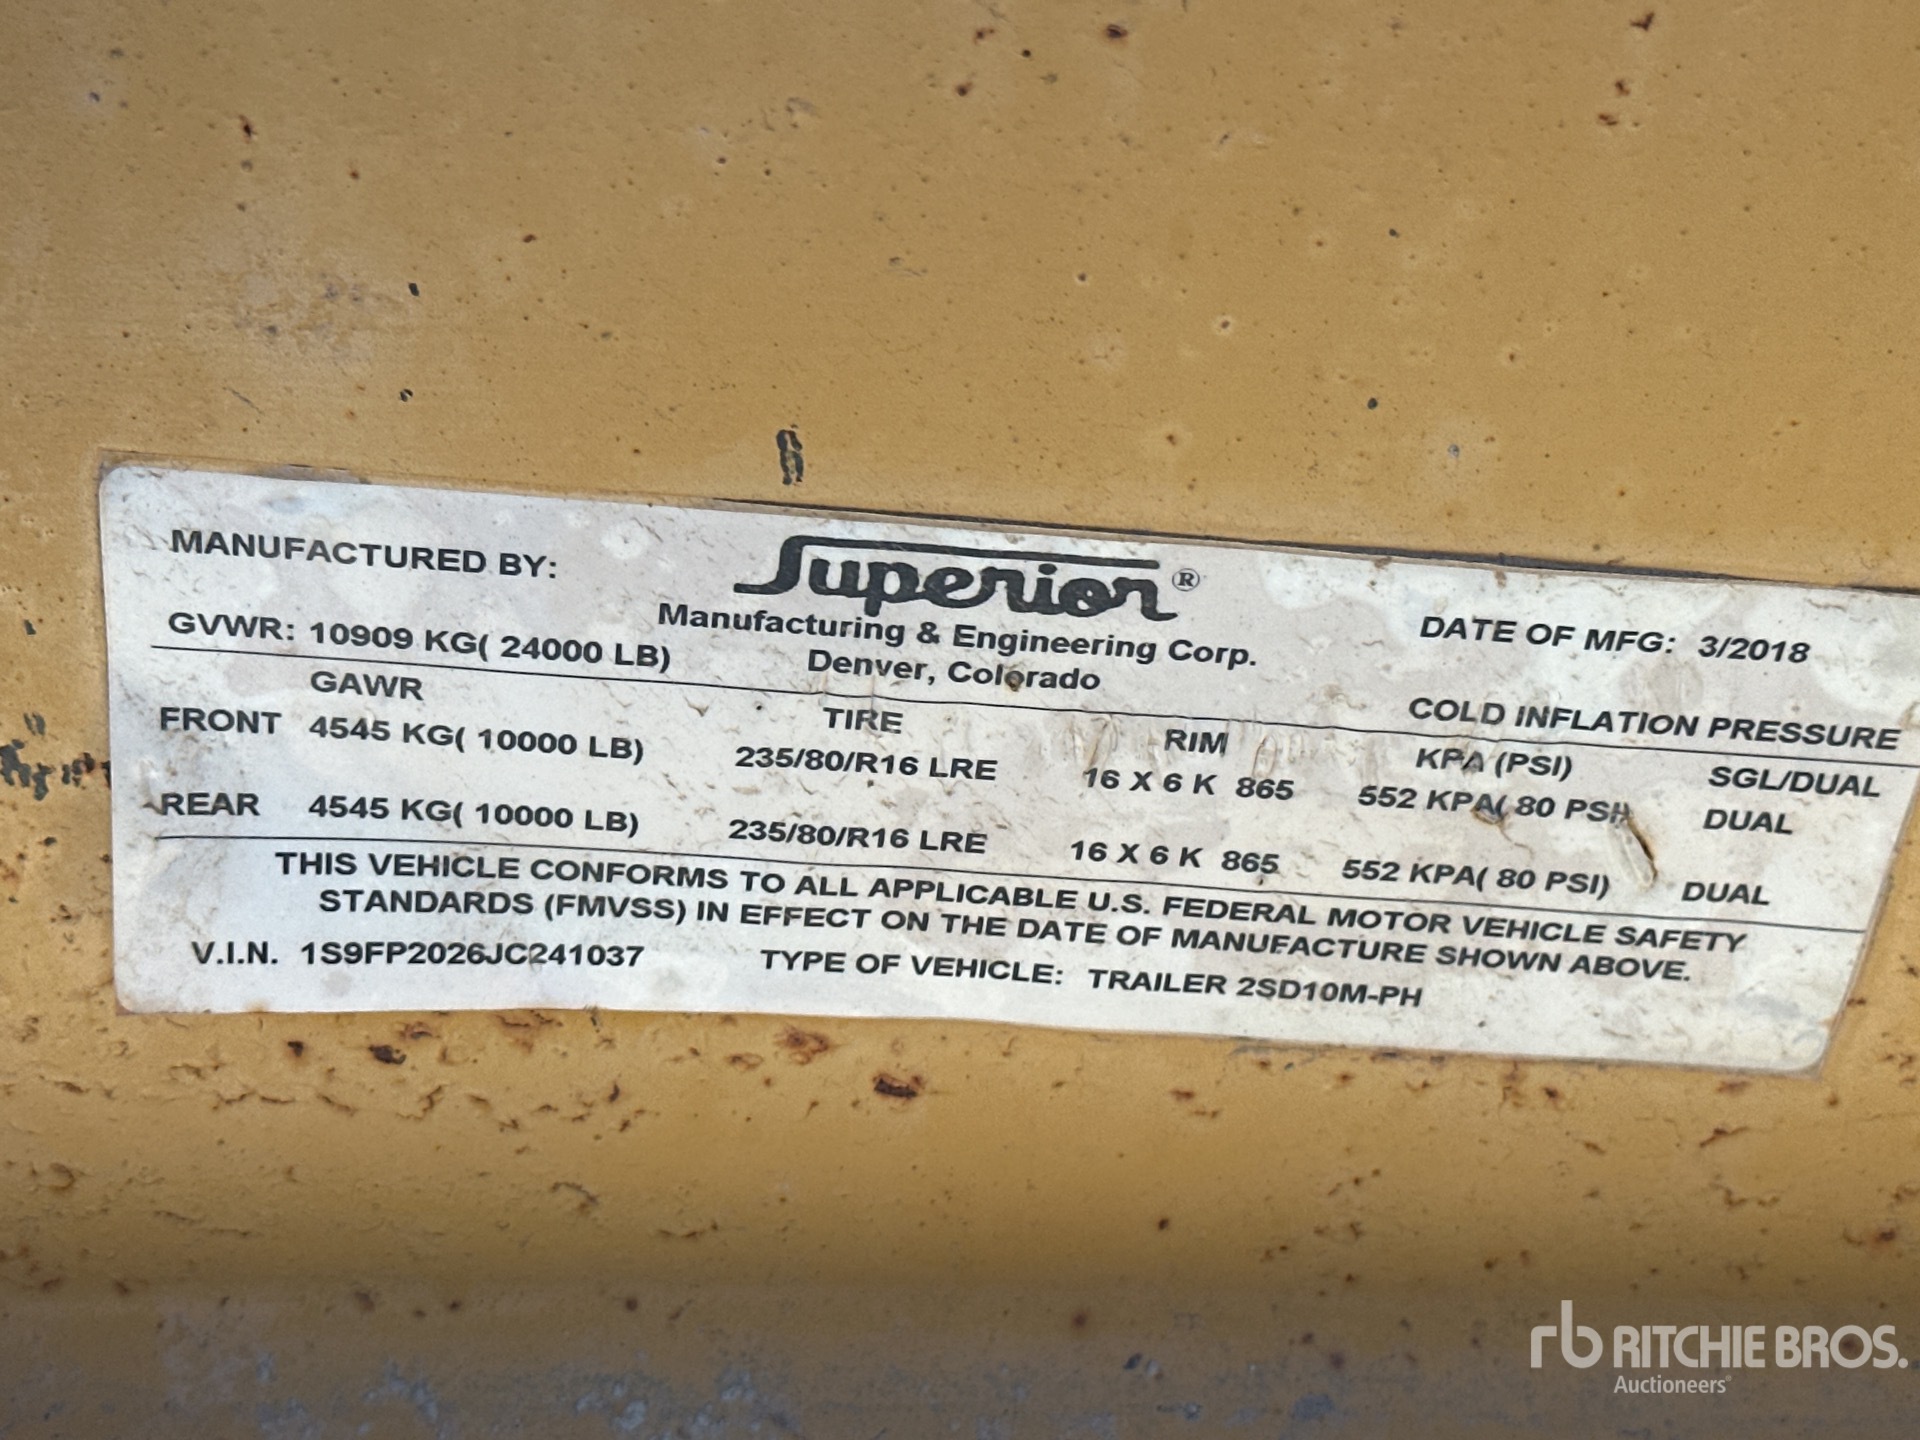 MANUFACTURED BY: Superior®
Manufacturing & Engineering Corp.
Denver, Colorado
DATE OF MFG: 3/2018
GVWR: 10909 KG( 24000 LB)
COLD INFLATION PRESSURE
GAWR TIRE RIM KPA (PSI) SGL/DUAL
FRONT 4545 KG( 10000 LB) 235/80/R16 LRE 16 X 6 K 865 552 KPA( 80 PSI) DUAL
REAR 4545 KG( 10000 LB) 235/80/R16 LRE 16 X 6 K 865 552 KPA( 80 PSI) DUAL
THIS VEHICLE CONFORMS TO ALL APPLICABLE U.S. FEDERAL MOTOR VEHICLE SAFETY
STANDARDS (FMVSS) IN EFFECT ON THE DATE OF MANUFACTURE SHOWN ABOVE.
V.I.N. 1S9FP2026JC241037 TYPE OF VEHICLE: TRAILER 2SD10M-PH
rb RITCHIE BROS.
Auctioneers®